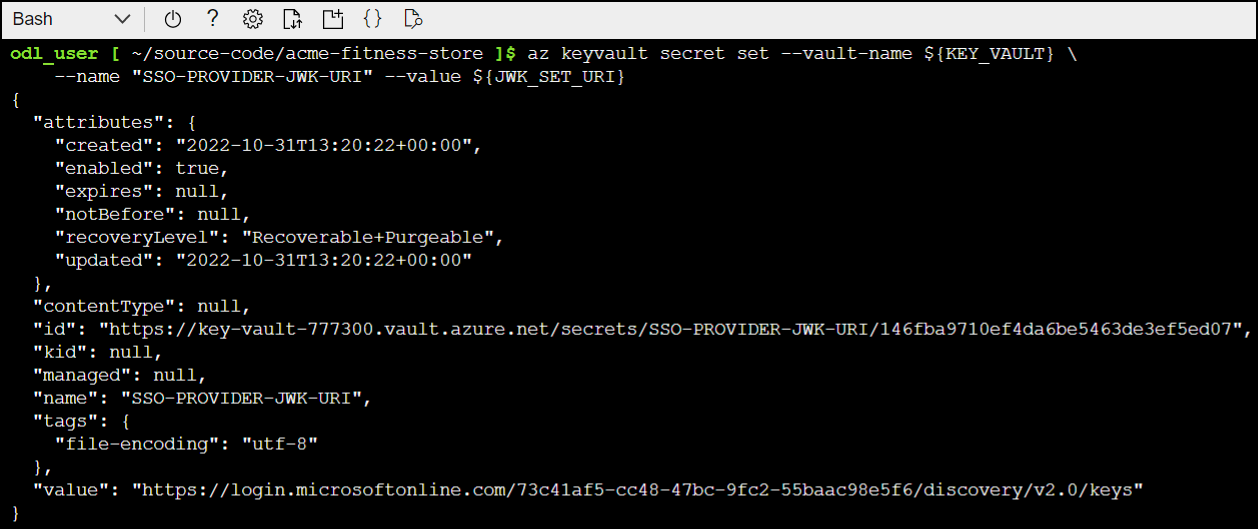 Bash
odl_user [ ~/source-code/acme-fitness-store ]$ az keyvault secret set --vault-name ${KEY_VAULT} \
    --name "SSO-PROVIDER-JWK-URI" --value ${JWK_SET_URI}
{
  "attributes": {
    "created": "2022-10-31T13:20:22+00:00",
    "enabled": true,
    "expires": null,
    "notBefore": null,
    "recoveryLevel": "Recoverable+Purgeable",
    "updated": "2022-10-31T13:20:22+00:00"
  },
  "contentType": null,
  "id": "https://key-vault-777300.vault.azure.net/secrets/SSO-PROVIDER-JWK-URI/146fba9710ef4da6be5463de3ef5ed07",
  "kid": null,
  "managed": null,
  "name": "SSO-PROVIDER-JWK-URI",
  "tags": {
    "file-encoding": "utf-8"
  },
  "value": "https://login.microsoftonline.com/73c41af5-cc48-47bc-9fc2-55baac98e5f6/discovery/v2.0/keys"
}